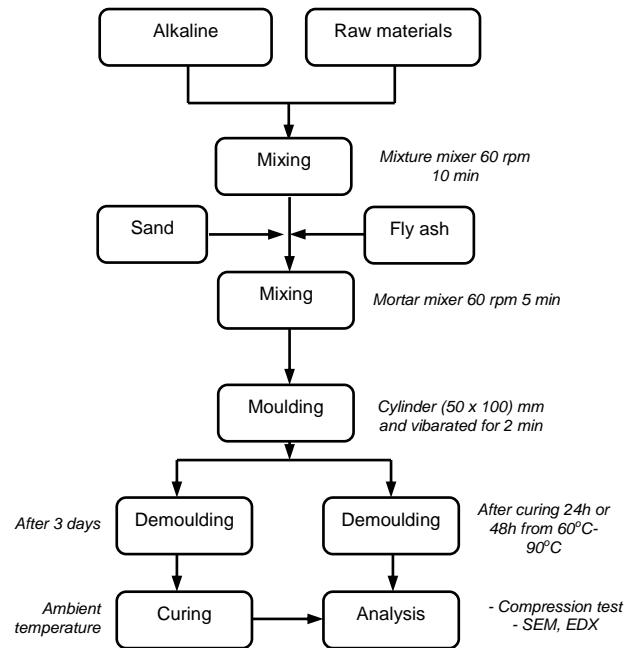 Alkaline
Raw materials
Mixing
Mixture mixer 60 rpm
10 min
Sand
Fly ash
Mixing
Mortar mixer 60 rpm 5 min
Moulding
Cylinder (50 x 100) mm
and vibarated for 2 min
After 3 days
Demoulding
Demoulding
After curing 24h or
48h from 60°C-
90°C
Ambient
temperature
Curing
Analysis
- Compression test
- SEM, EDX